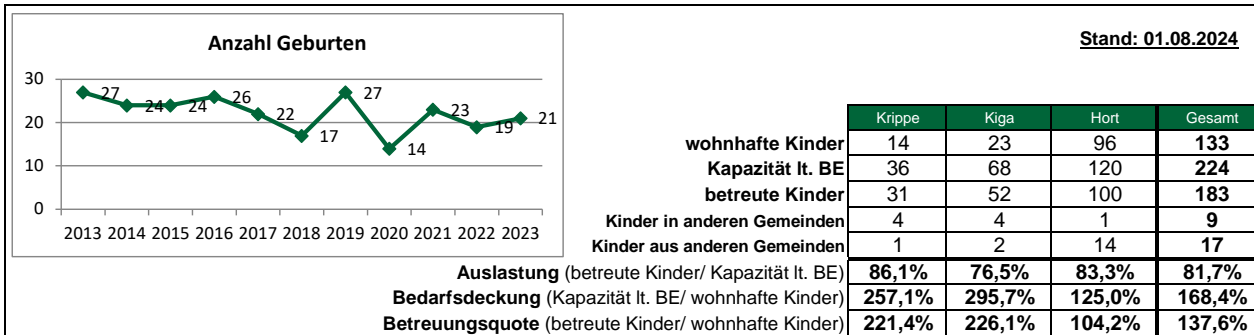 Anzahl Geburten
Stand: 01.08.2024
30
20
10
0
27
24
24
26
22
17
27
14
23
19
21
2013 2014 2015 2016 2017 2018 2019 2020 2021 2022 2023
Krippe Kiga Hort Gesamt
wohnhafte Kinder 14 23 96 133
Kapazität lt. BE 36 68 120 224
betreute Kinder 31 52 100 183
Kinder in anderen Gemeinden 4 4 1 9
Kinder aus anderen Gemeinden 1 2 14 17
Auslastung (betreute Kinder/ Kapazität lt. BE) 86,1% 76,5% 83,3% 81,7%
Bedarfsdeckung (Kapazität lt. BE/ wohnhafte Kinder) 257,1% 295,7% 125,0% 168,4%
Betreuungsquote (betreute Kinder/ wohnhafte Kinder) 221,4% 226,1% 104,2% 137,6%